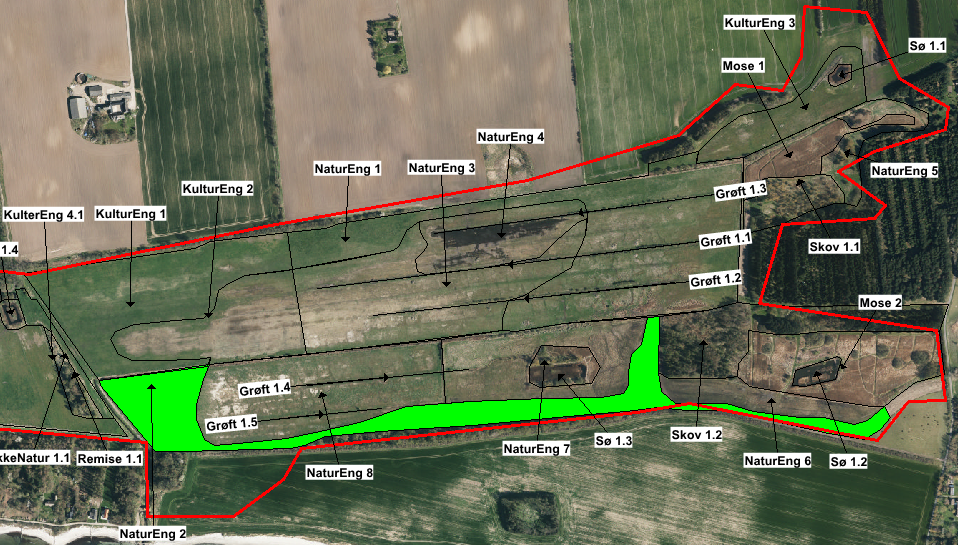 KulturEng 3
Sø 1.1
Mose 1
NaturEng 4
NaturEng 1
NaturEng 3
NaturEng 5
KulturEng 2
Grøft 1.3
KulterEng 4.1
KulturEng 1
Grøft 1.1
Skov 1.1
1.4
Grøft 1.2
Mose 2
Grøft 1.4
Grøft 1.5
Skov 1.2
Sø 1.3
NaturEng 7
kkeNatur 1.1
Remise 1.1
NaturEng 6
Sø 1.2
NaturEng 8
NaturEng 2